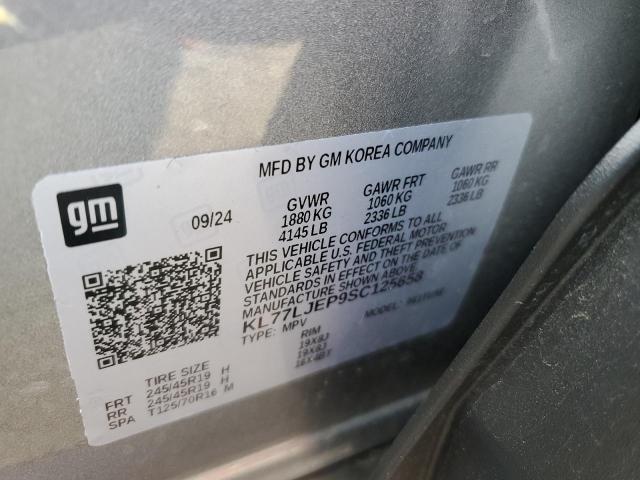 MFD BY GM KOREA COMPANY
gm
09/24
GVWR GAWR FRT GAWR RR
1880 KG 1060 KG 1060 KG
4145 LB 2336 LB 2336 LB
THIS VEHICLE CONFORMS TO ALL
APPLICABLE U.S. FEDERAL MOTOR
VEHICLE SAFETY AND THEFT PREVENTION
STANDARDS IN EFFECT ON THE DATE OF
MANUFACTURE SHOWN ABOVE
KL77LJEP9SC125658
TYPE: MPV MODEL:
TIRE SIZE RIM
FRT 245/45R19 H 19X8J
RR 245/45R19 H 19X8J
SPA T125/70R16 M 16X4BT